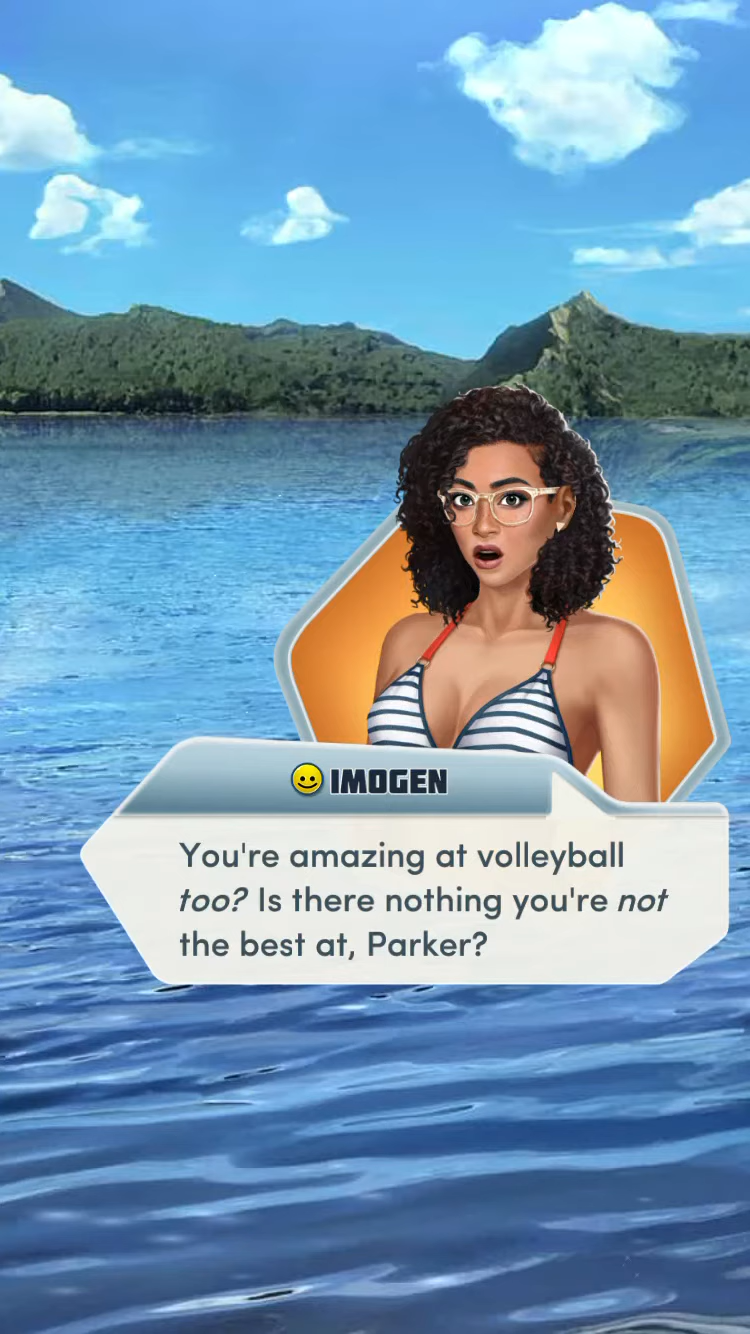 IMOGEN
You're amazing at volleyball
too? Is there nothing you're not
the best at, Parker?